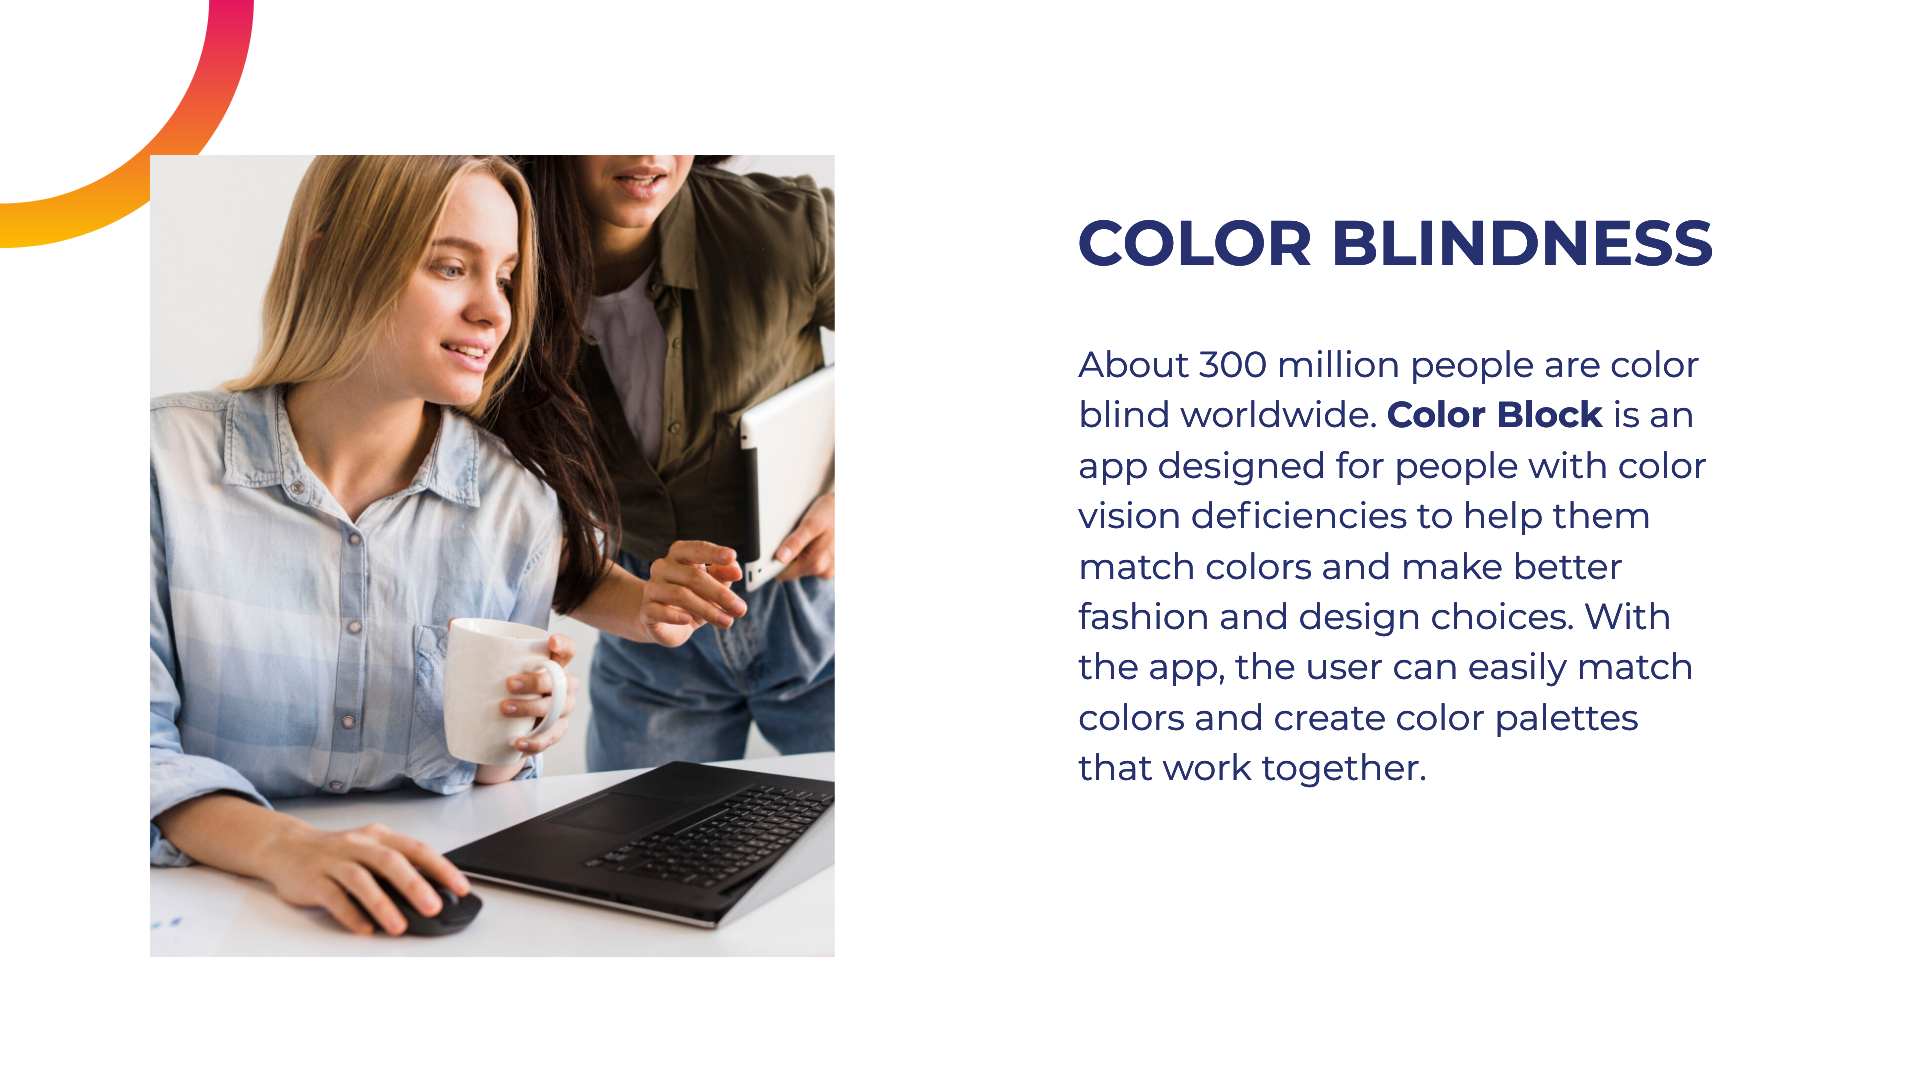 COLOR BLINDNESS
About 300 million people are color
blind worldwide. Color Block is an
app designed for people with color
vision deficiencies to help them
match colors and make better
fashion and design choices. With
the app, the user can easily match
colors and create color palettes
that work together.